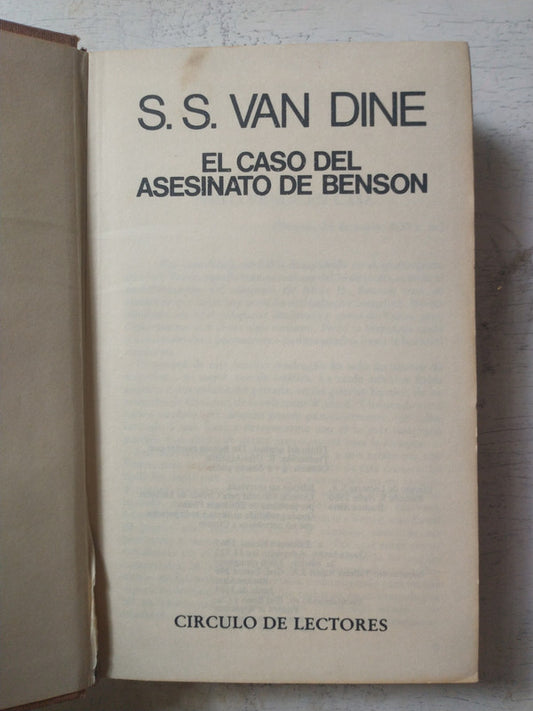 S. S. VAN DINE
EL CASO DEL
ASESINATO DE BENSON
CIRCULO DE LECTORES